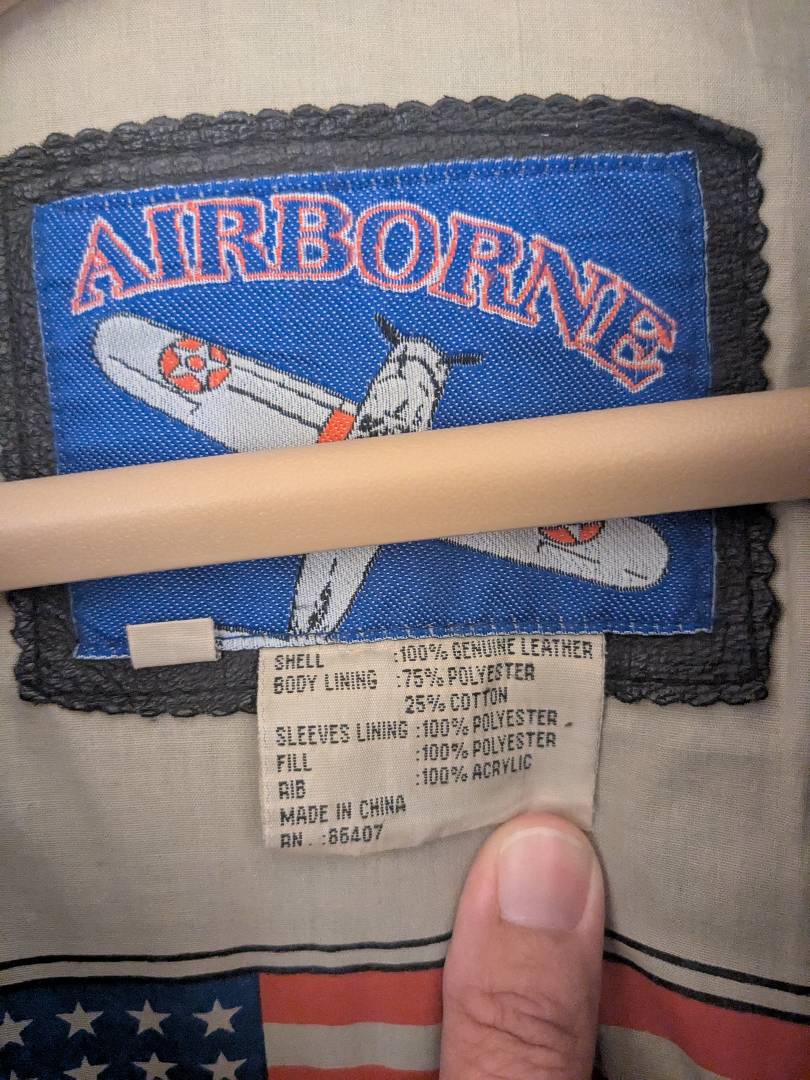 AIRBORNE
SHELL :100% GENUINE LEATHER
BODY LINING :75% POLYESTER
25% COTTON
SLEEVES LINING :100% POLYESTER
FILL :100% POLYESTER
RIB :100% ACRYLIC
MADE IN CHINA
RN. :86407